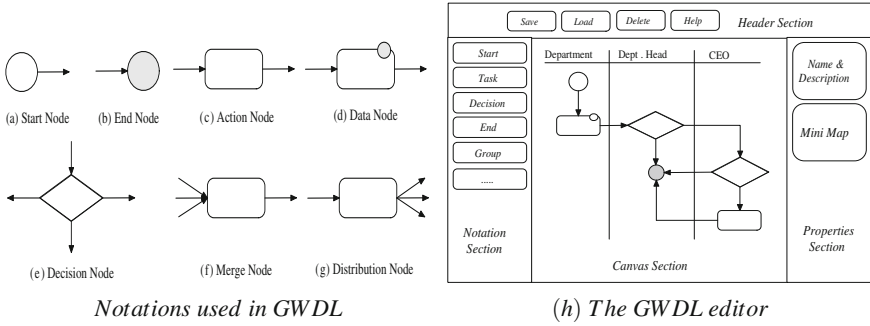 (a) Start Node
(b) End Node
(c) Action Node
(d) Data Node
(e) Decision Node
(f) Merge Node
(g) Distribution Node
Notations used in GWDL
Save
Load
Delete
Help
Header Section
Start
Task
Decision
End
Group
.....
Notation
Section
Department
Dept . Head
CEO
Canvas Section
Name &
Description
Mini Map
Properties
Section
(h) The GWDL editor